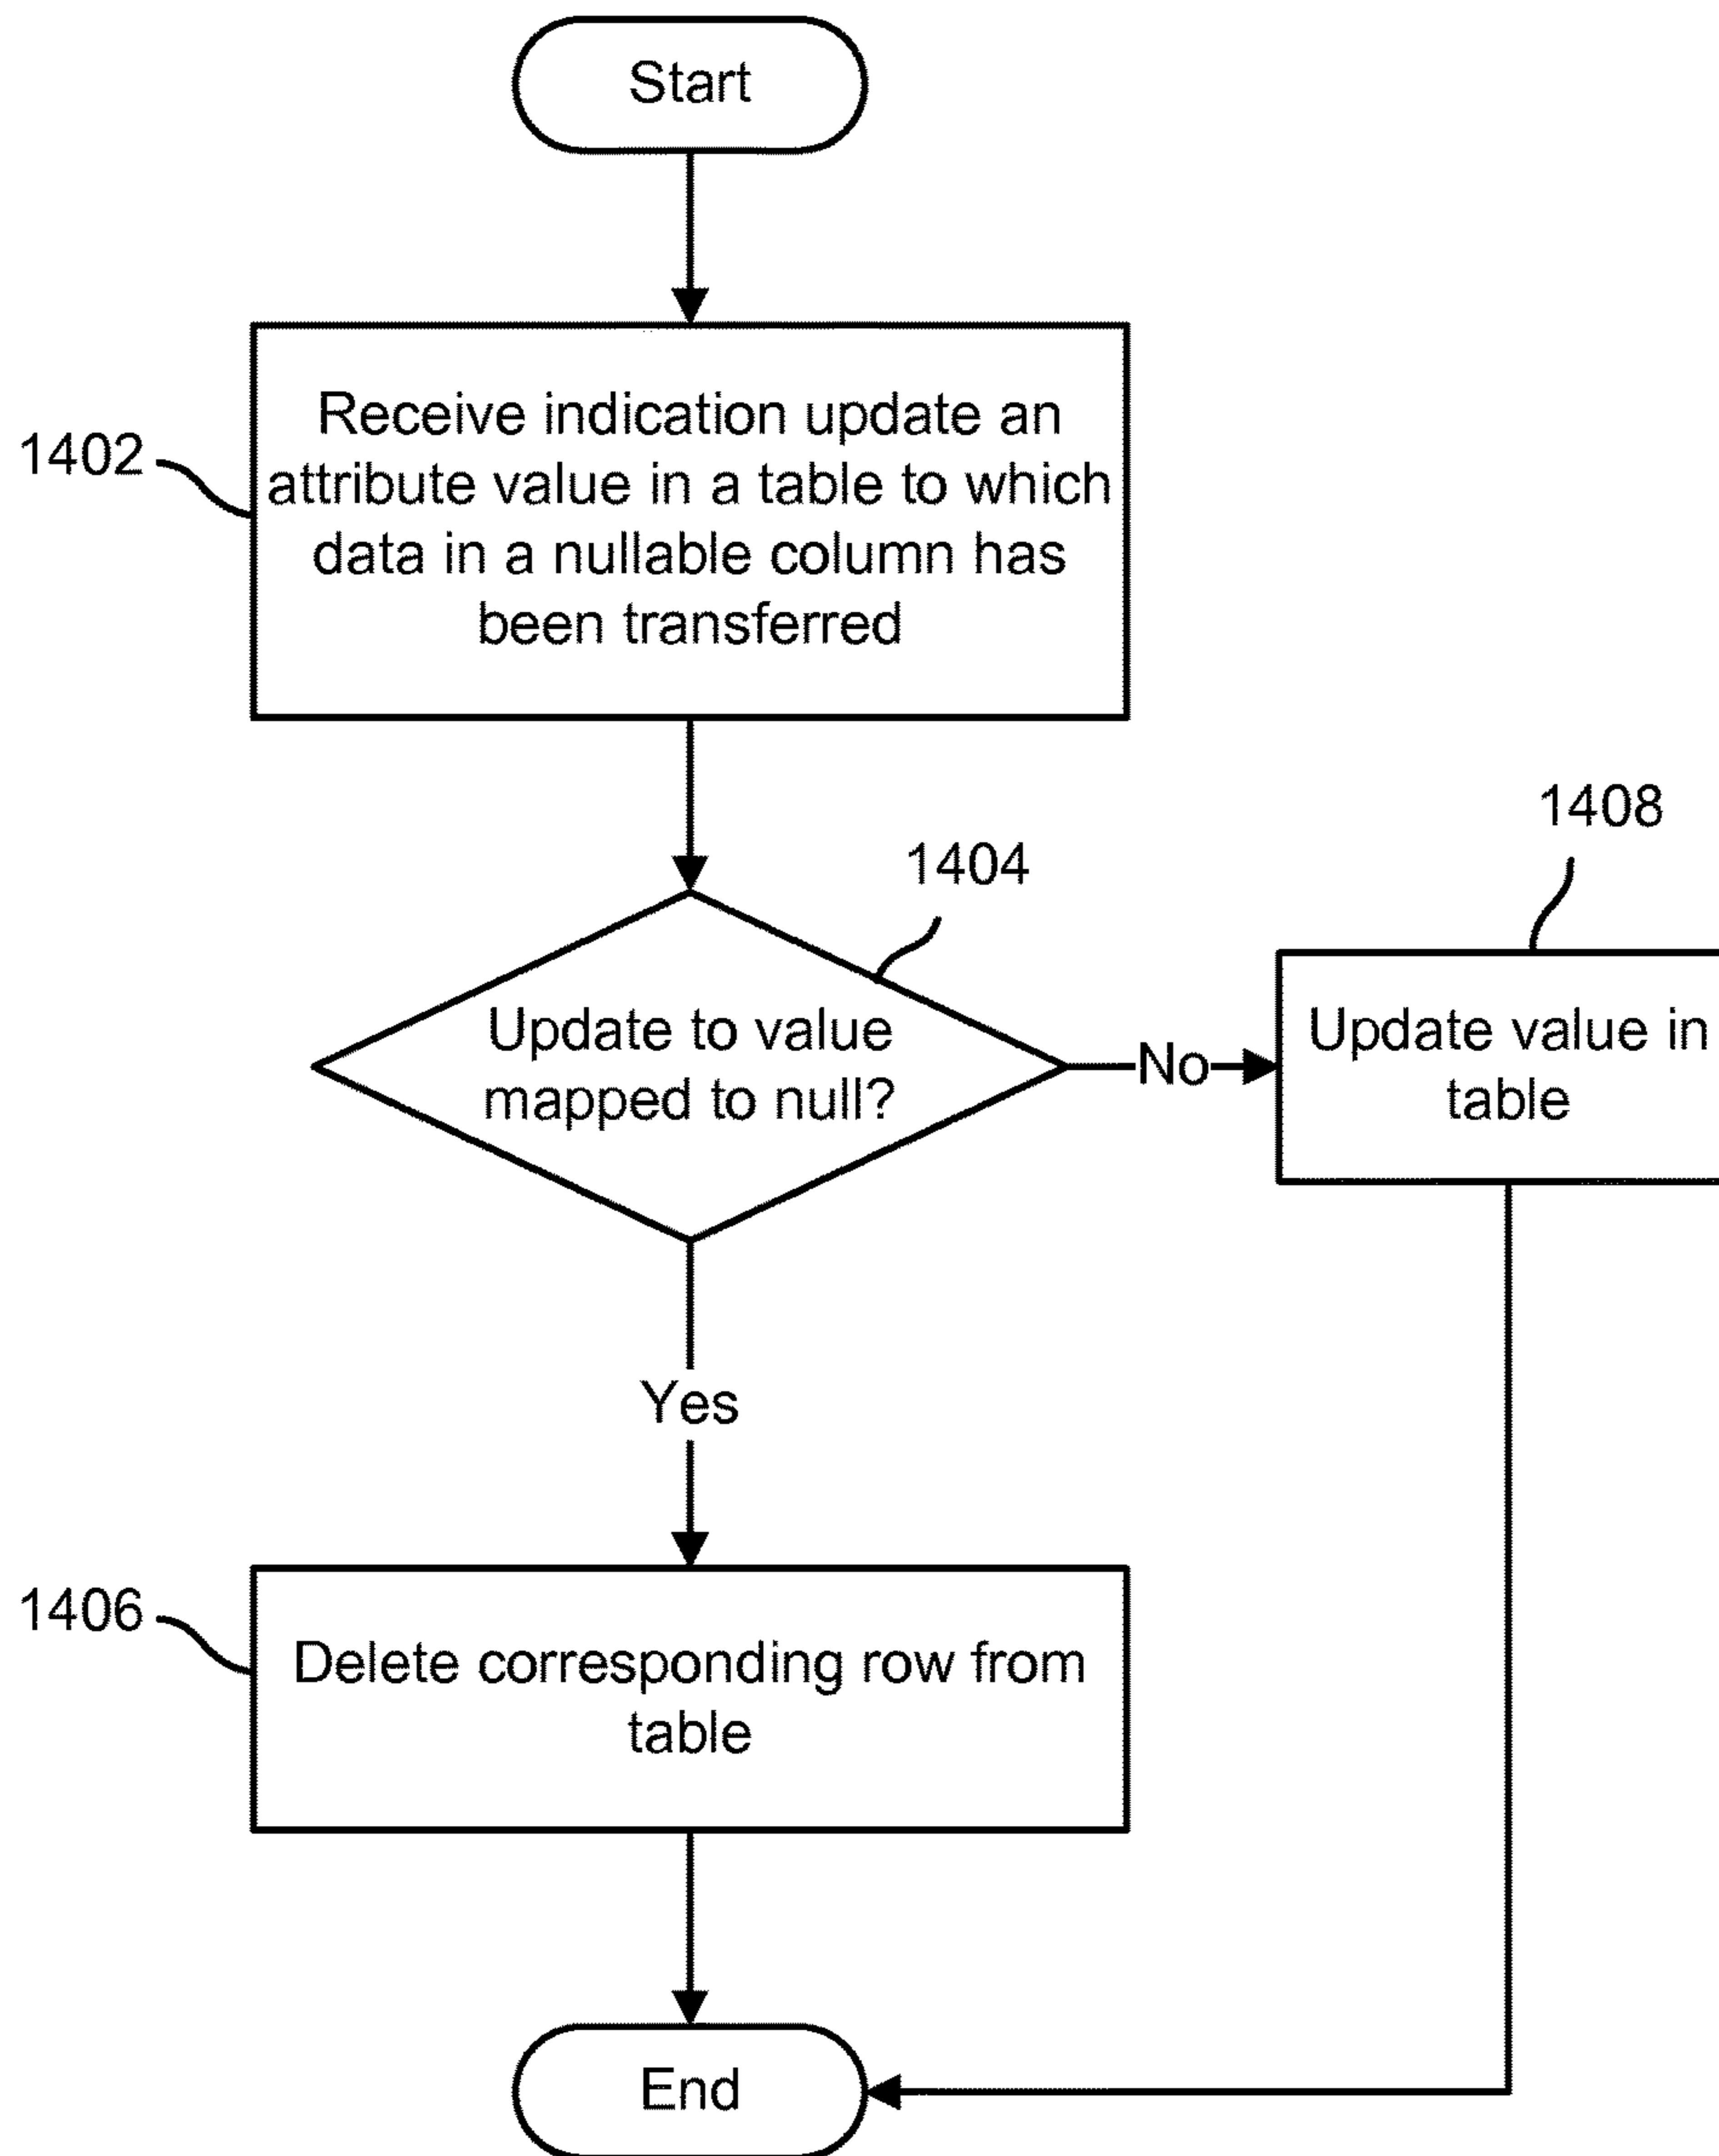 Start
1402
Receive indication update an
attribute value in a table to which
data in a nullable column has
been transferred
1404
Update to value
mapped to null?
No
1408
Update value in
table
Yes
1406
Delete corresponding row from
table
End